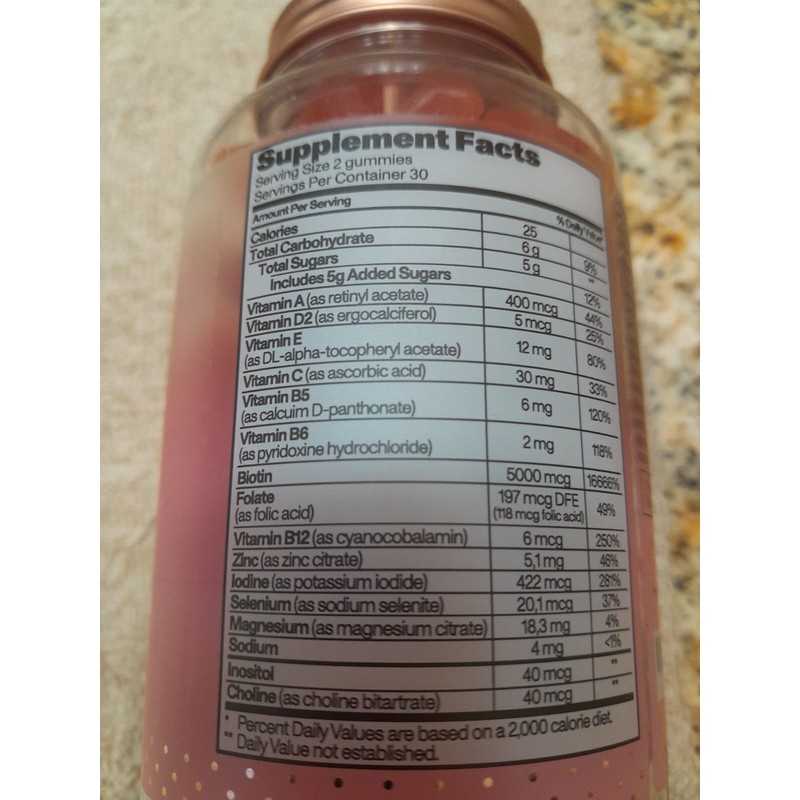 Supplement Facts
Serving Size 2 gummies
Servings Per Container 30
Amount Per Serving % Daily Value*
Calories 25
Total Carbohydrate 6 g 9%
Total Sugars 5 g **
Includes 5g Added Sugars 12%
Vitamin A (as retinyl acetate) 400 mcg 44%
Vitamin D2 (as ergocalciferol) 5 mcg 25%
Vitamin E
(as DL-alpha-tocopheryl acetate) 12 mg 80%
Vitamin C (as ascorbic acid) 30 mg 33%
Vitamin B5
(as calcuim D-panthonate) 6 mg 120%
Vitamin B6
(as pyridoxine hydrochloride) 2 mg 118%
Biotin 5000 mcg 16666%
Folate 197 mcg DFE
(as folic acid) (118 mcg folic acid) 49%
Vitamin B12 (as cyanocobalamin) 6 mcg 250%
Zinc (as zinc citrate) 5,1 mg 46%
Iodine (as potassium iodide) 422 mcg 281%
Selenium (as sodium selenite) 20,1 mcg 37%
Magnesium (as magnesium citrate) 18,3 mg 4%
Sodium 4 mg <1%
Inositol 40 mcg **
Choline (as choline bitartrate) 40 mcg **
* Percent Daily Values are based on a 2,000 calorie diet.
** Daily Value not established.